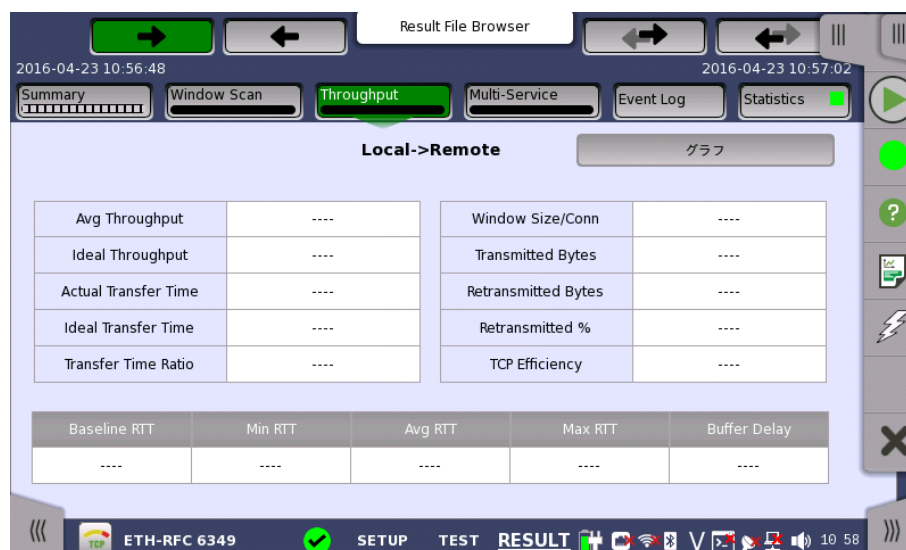 Result File Browser
2016-04-23 10:56:48 2016-04-23 10:57:02
Summary Window Scan Throughput Multi-Service Event Log Statistics
Local->Remote グラフ
Avg Throughput ---- Window Size/Conn ----
Ideal Throughput ---- Transmitted Bytes ----
Actual Transfer Time ---- Retransmitted Bytes ----
Ideal Transfer Time ---- Retransmitted % ----
Transfer Time Ratio ---- TCP Efficiency ----
Baseline RTT Min RTT Avg RTT Max RTT Buffer Delay
---- ---- ---- ---- ----
TCP ETH-RFC 6349 SETUP TEST RESULT V 10 58